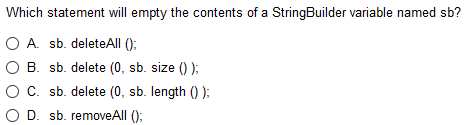 Which statement will empty the contents of a StringBuilder variable named sb?
A. sb. deleteAll ();
B. sb. delete (0, sb. size () );
C. sb. delete (0, sb. length () );
D. sb. removeAll ();